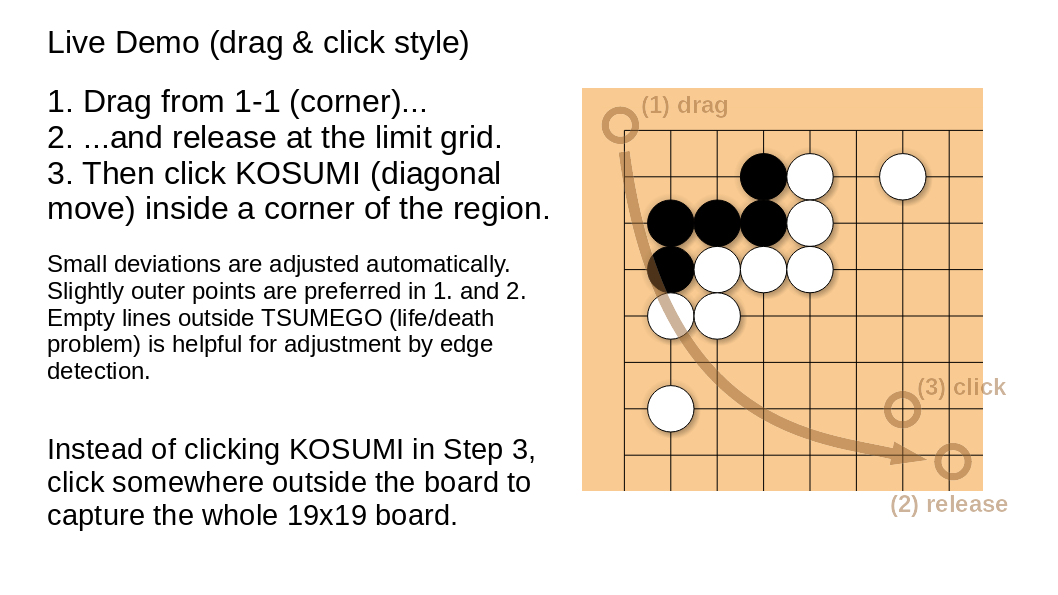 Live Demo (drag & click style)
1. Drag from 1-1 (corner)...
2. ...and release at the limit grid.
3. Then click KOSUMI (diagonal
move) inside a corner of the region.
Small deviations are adjusted automatically.
Slightly outer points are preferred in 1. and 2.
Empty lines outside TSUMEGO (life/death
problem) is helpful for adjustment by edge
detection.
Instead of clicking KOSUMI in Step 3,
click somewhere outside the board to
capture the whole 19x19 board.
(1) drag
(3) click
(2) release